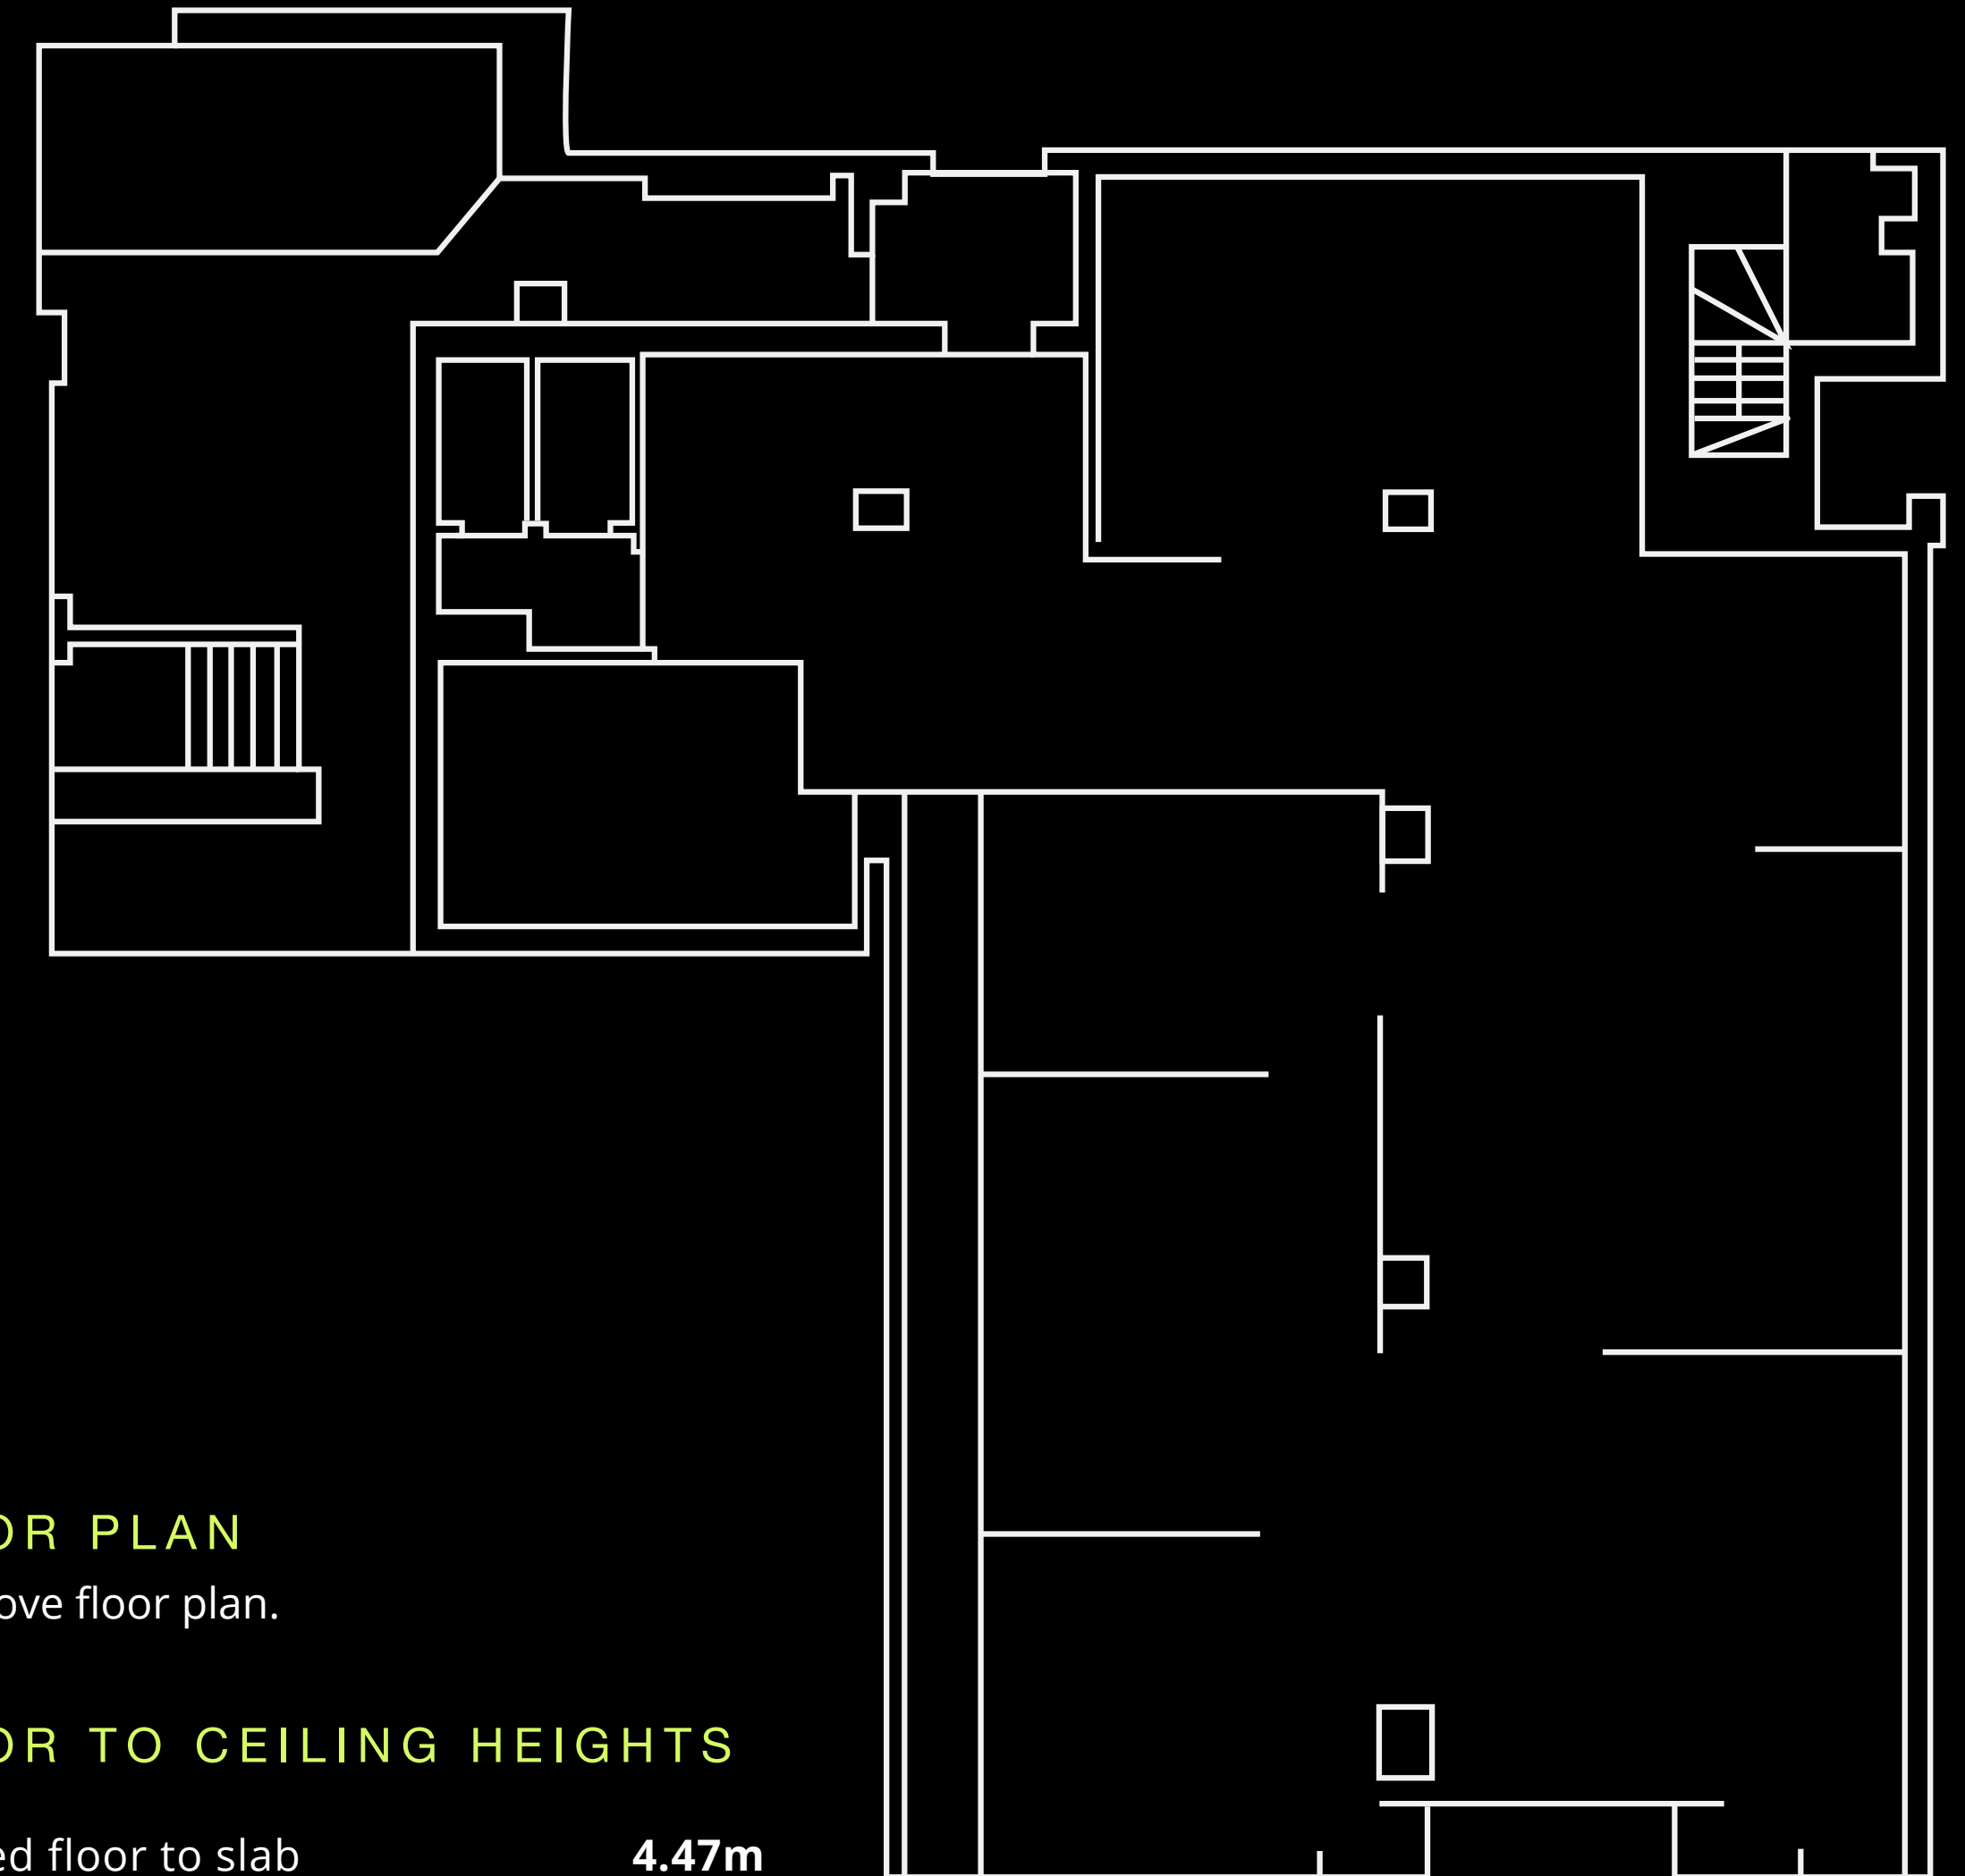 OR PLAN
ove floor plan.
OR TO CEILING HEIGHTS
ed floor to slab 4.47m